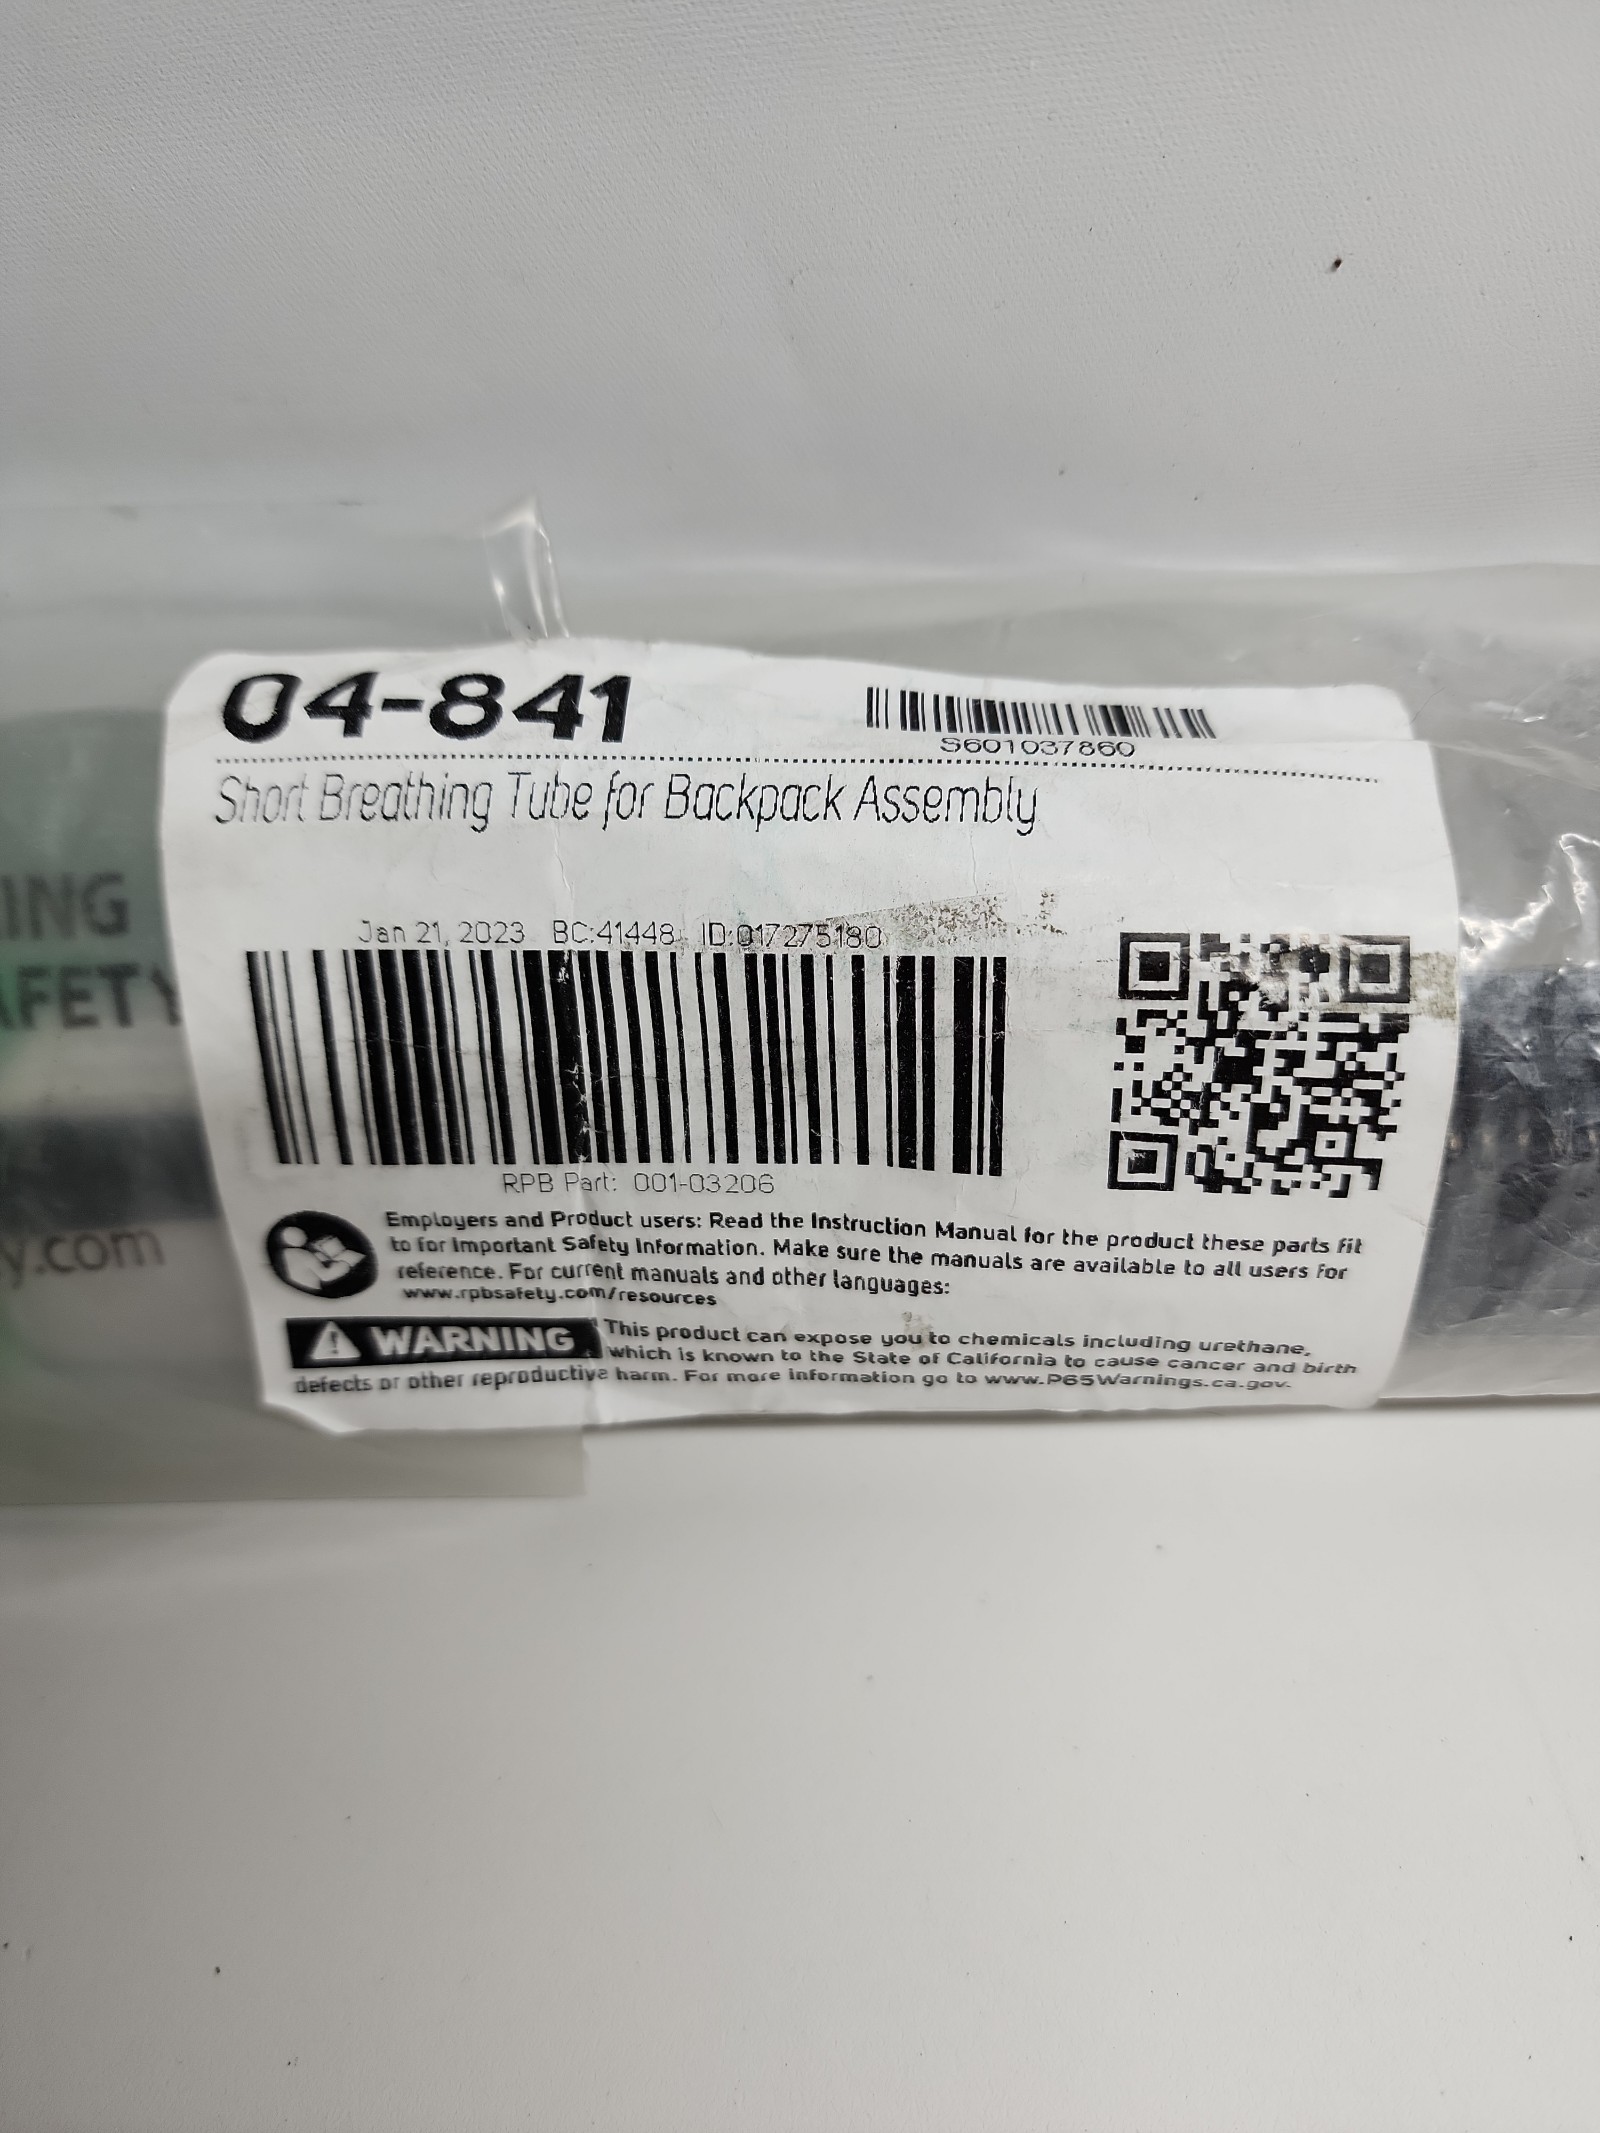 04-841
S601037860
Short Breathing Tube for Backpack Assembly
Jan 21, 2023 BC:41448 ID:017275180
RPB Part: 001-03206
Employers and Product users: Read the Instruction Manual for the product these parts fit
to for Important Safety Information. Make sure the manuals are available to all users for
reference. For current manuals and other languages:
www.rpbsafety.com/resources
WARNING This product can expose you to chemicals including urethane,
which is known to the State of California to cause cancer and birth
defects or other reproductive harm. For more information go to www.P65Warnings.ca.gov.
ING
AFETY
y.com